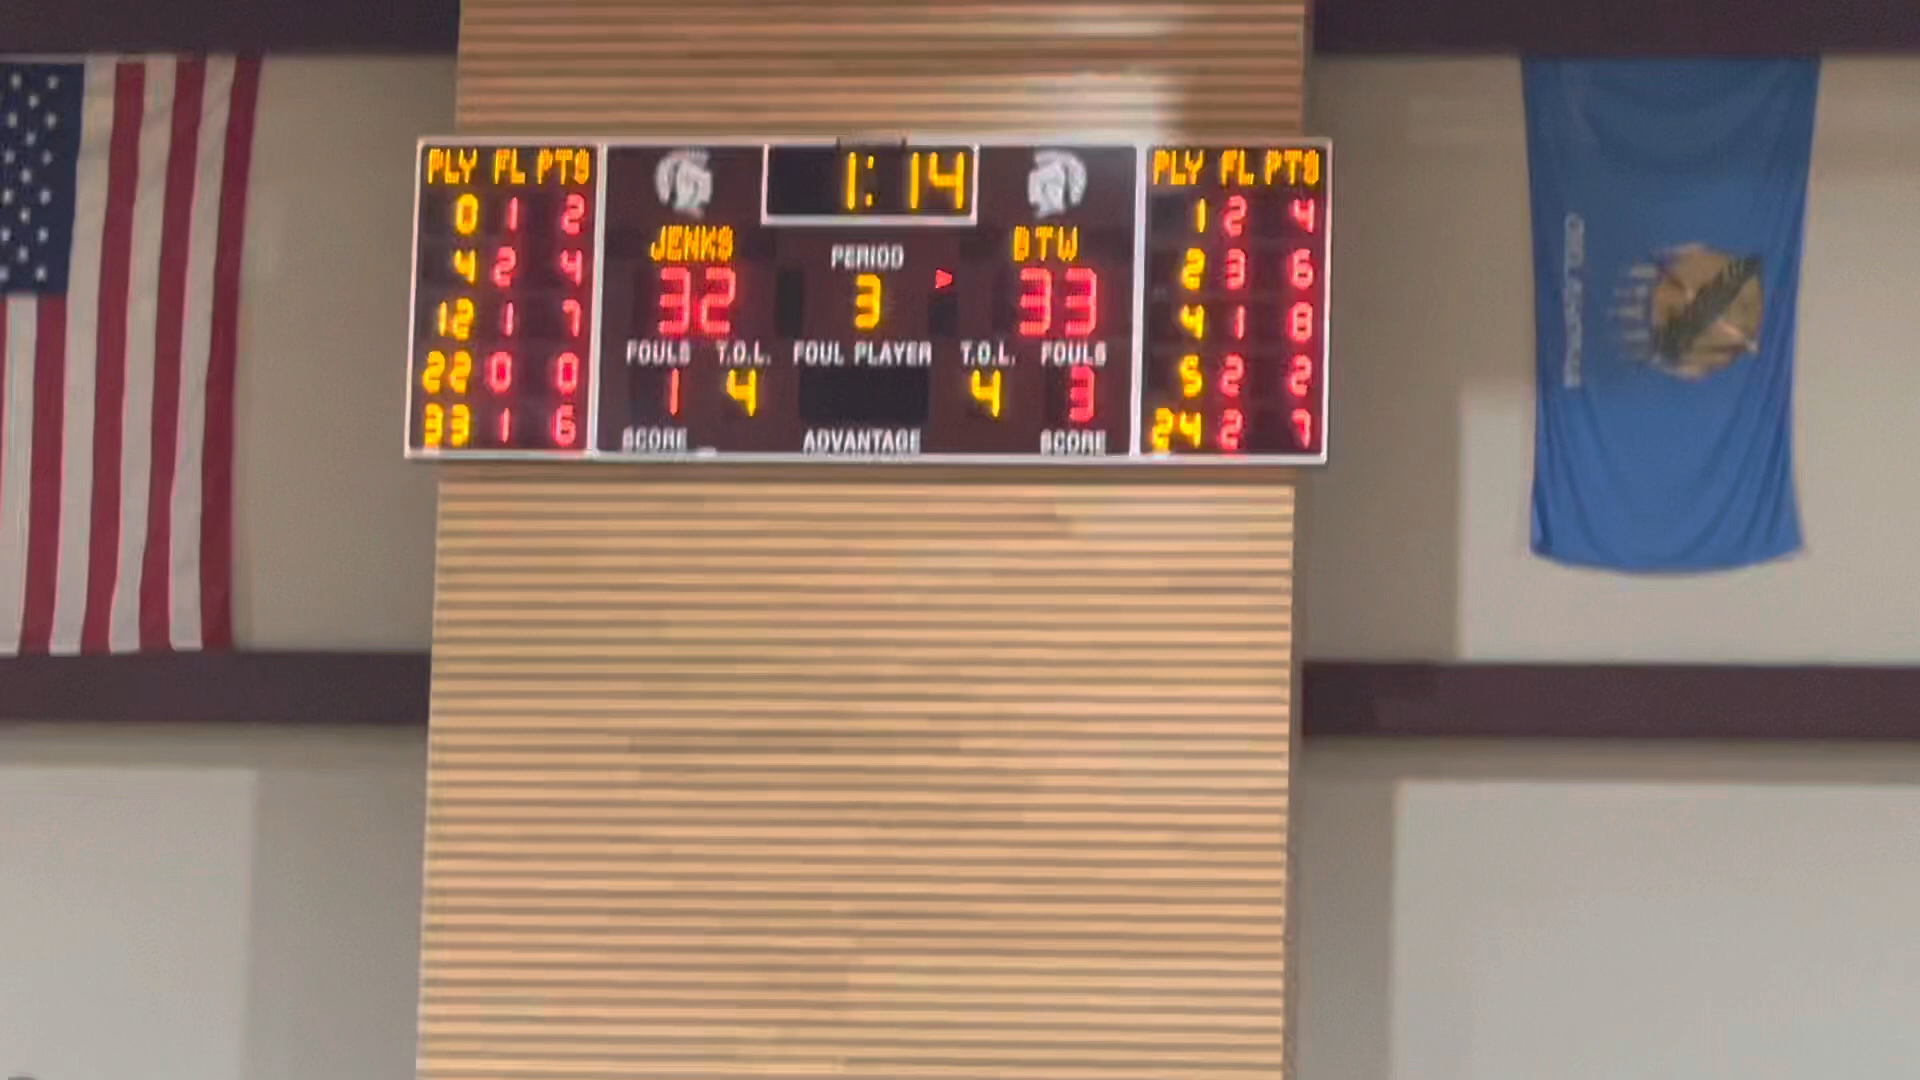 1:14
PLY FL PTS
0 1 2
4 2 4
12 1 7
22 0 0
33 1 6
JENKS
32
PERIOD
3
BTW
33
FOULS T.O.L. FOUL PLAYER T.O.L. FOULS
1 4 4 3
SCORE ADVANTAGE SCORE
PLY FL PTS
1 2 4
2 3 6
4 1 8
5 2 2
24 2 7
OKLAHOMA